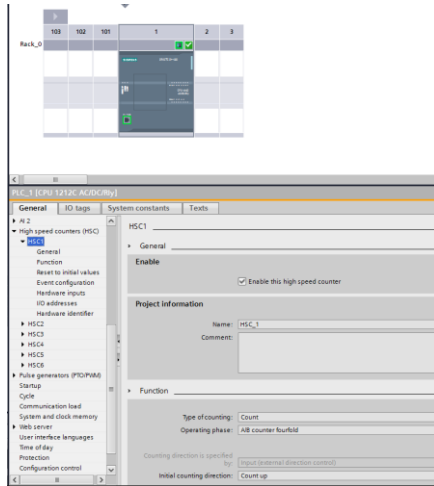 103 102 101 1 2 3
Rack_0
SIEMENS
PLC_1 [CPU 1212C AC/DC/Rly]
General IO tags System constants Texts
AI 2
High speed counters (HSC)
HSC1
General
Function
Reset to initial values
Event configuration
Hardware inputs
I/O addresses
Hardware identifier
HSC2
HSC3
HSC4
HSC5
HSC6
Pulse generators (PTO/PWM)
Startup
Cycle
Communication load
System and clock memory
Web server
User interface languages
Time of day
Protection
Configuration control
HSC1
General
Enable
Enable this high speed counter
Project information
Name: HSC_1
Comment:
Function
Type of counting: Count
Operating phase: A/B counter fourfold
Counting direction is specified
by: Input (external direction control)
Initial counting direction: Count up